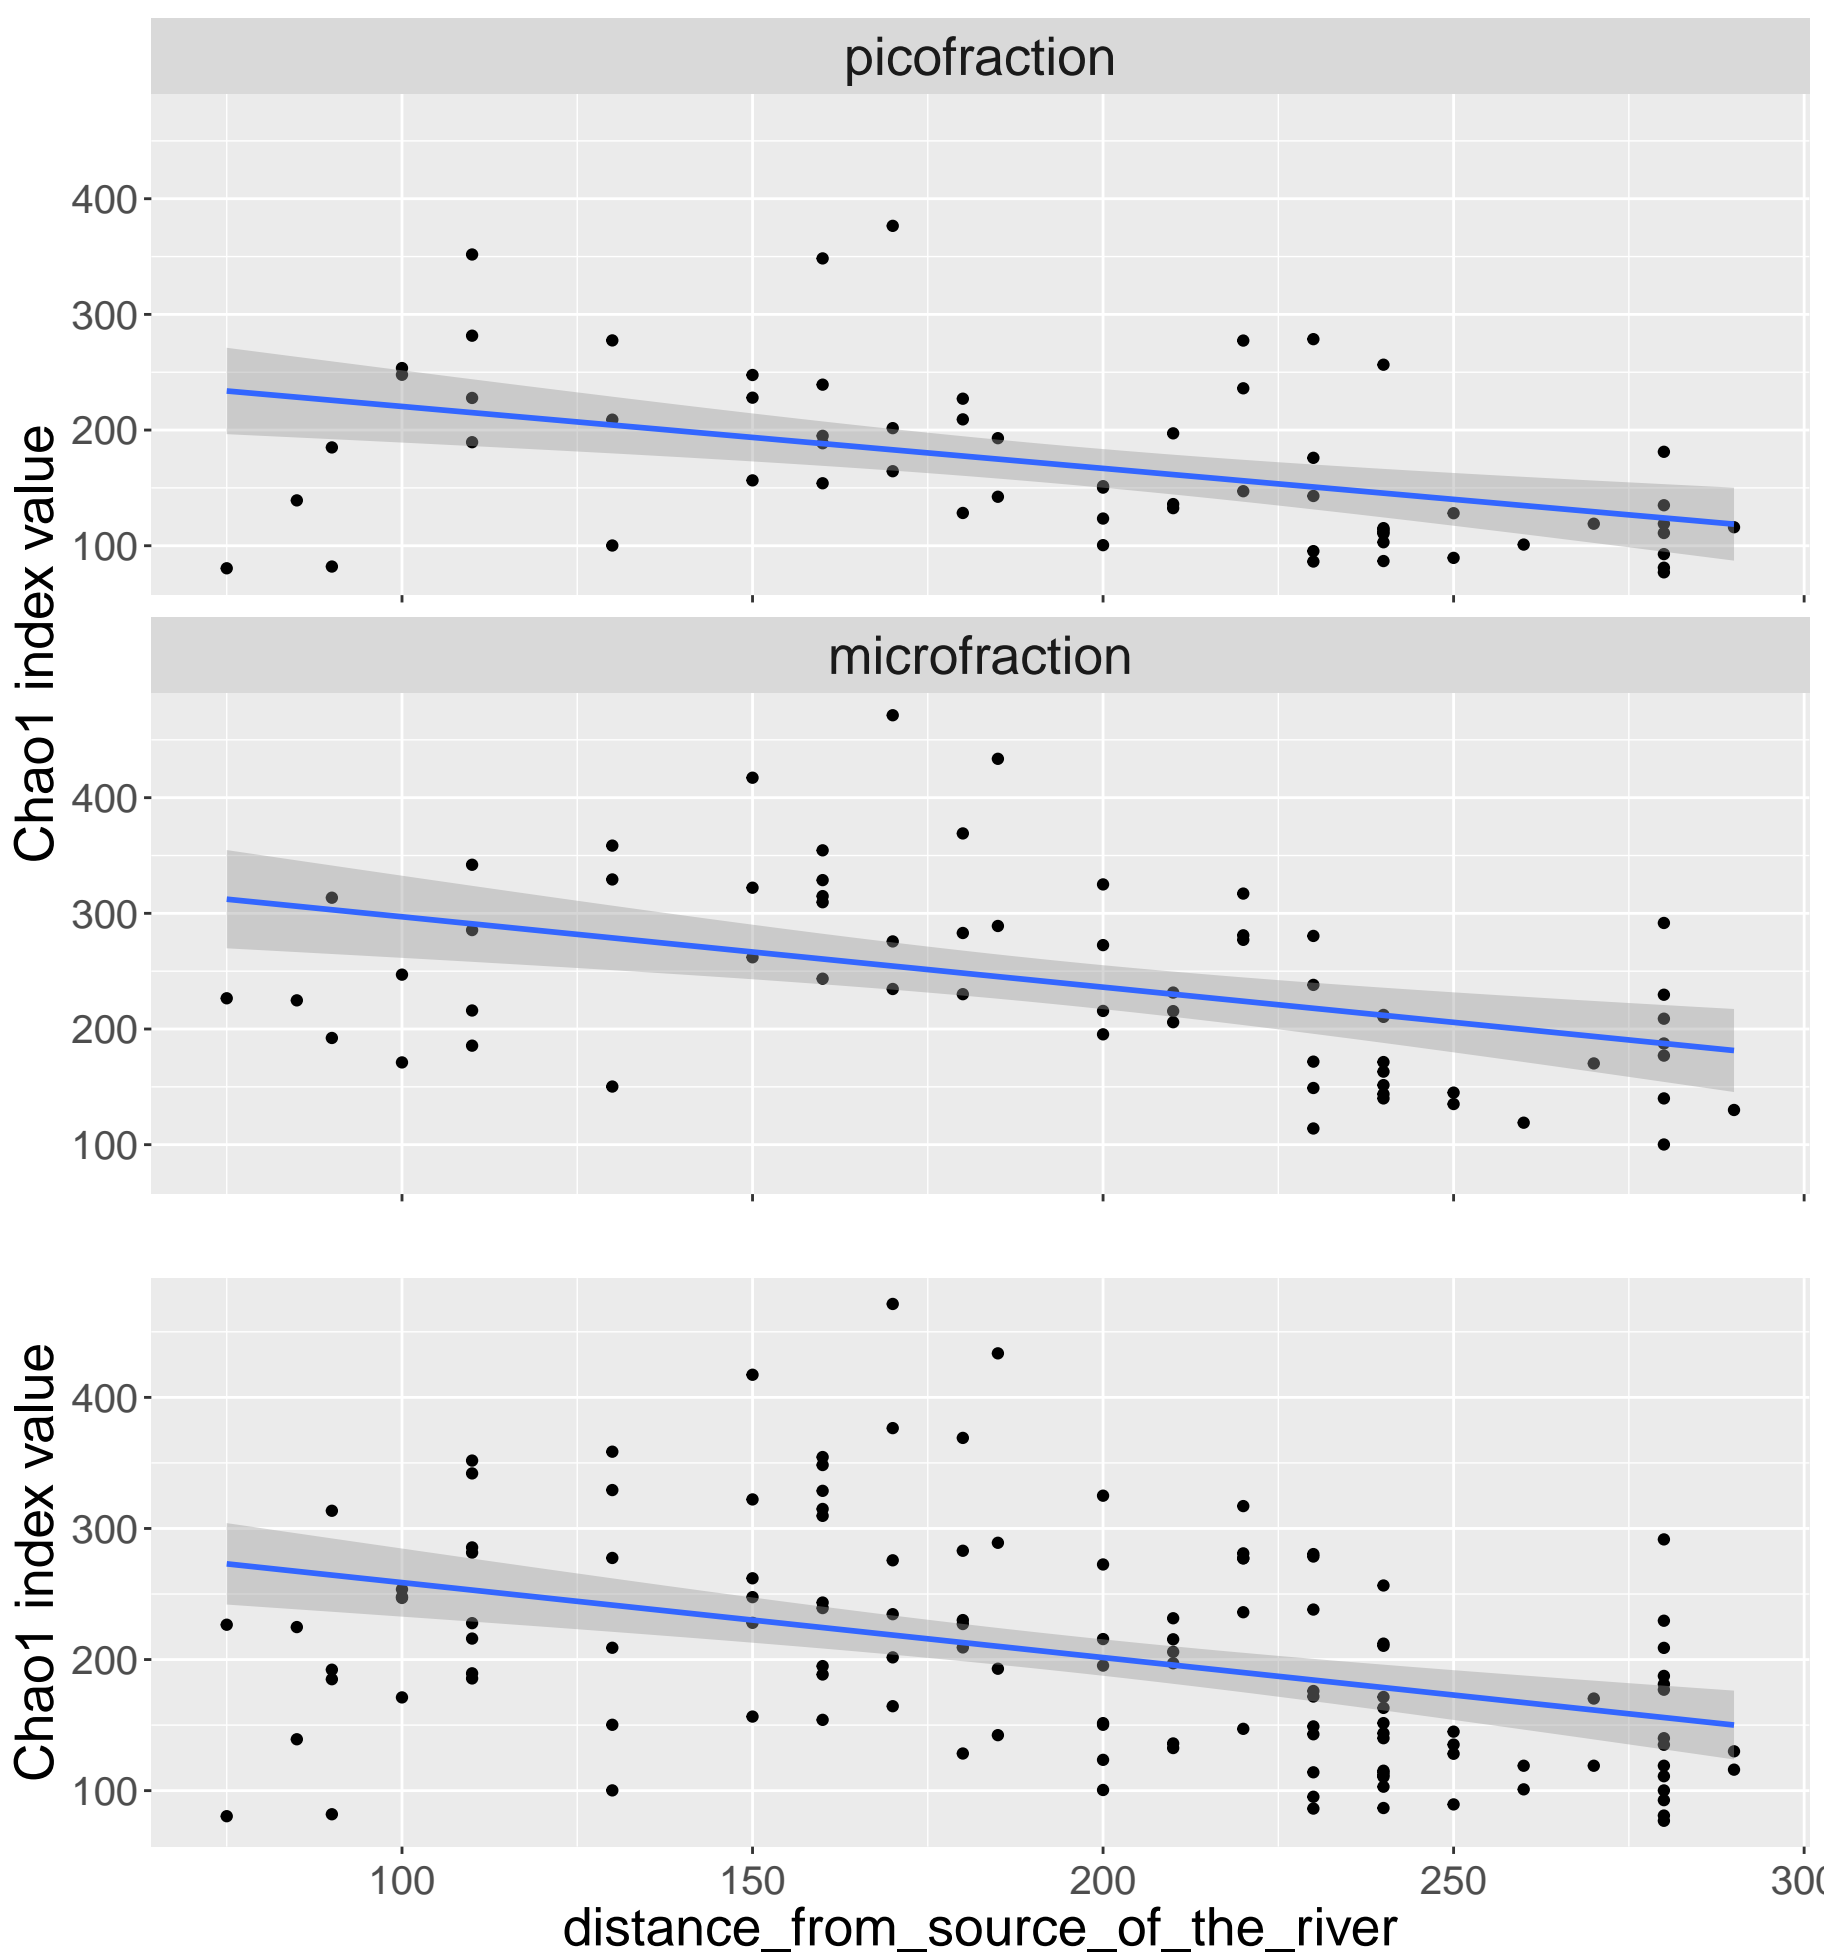 picofraction
400
300
200
100
microfraction
400
300
200
100
Chao1 index value
400
300
200
100
Chao1 index value
100 150 200 250 300
distance_from_source_of_the_river